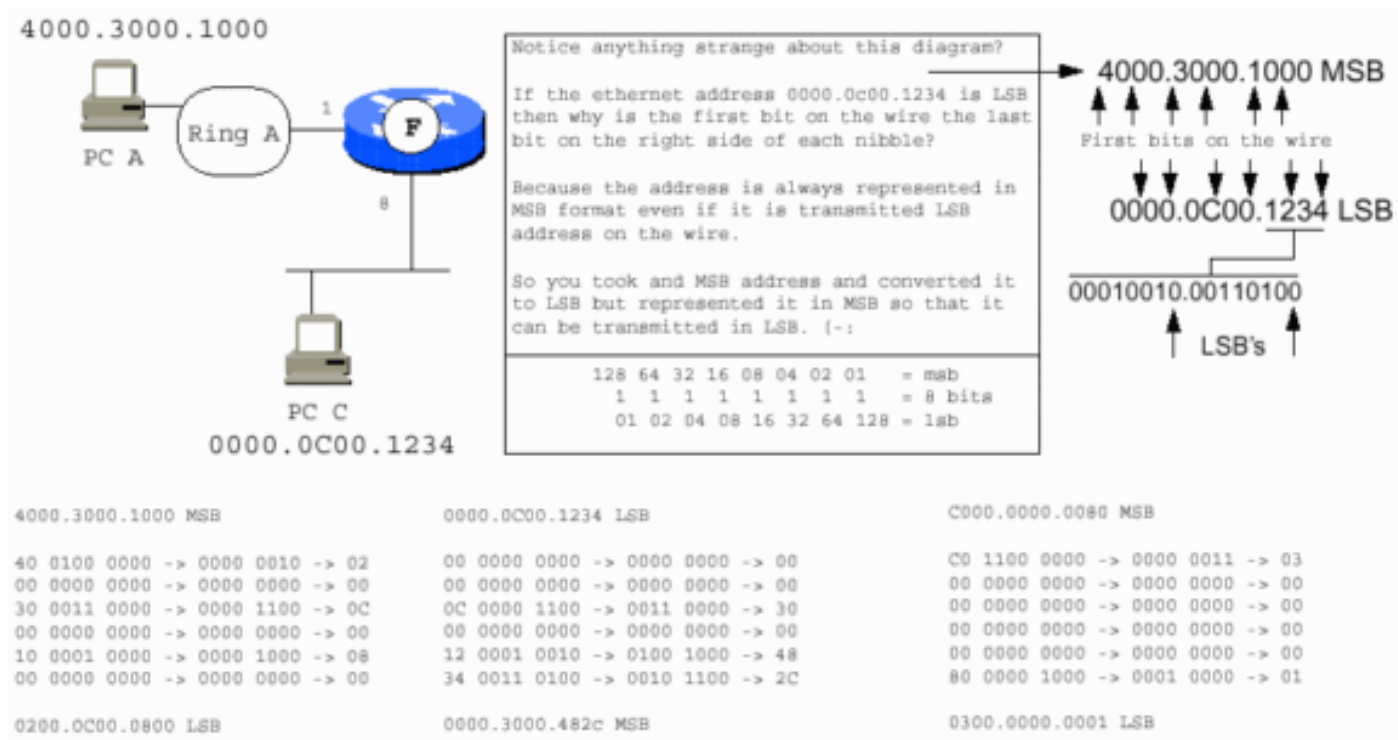 4000.3000.1000
PC A
Ring A
1
F
8
PC C
0000.0C00.1234
Notice anything strange about this diagram?
If the ethernet address 0000.0c00.1234 is LSB
then why is the first bit on the wire the last
bit on the right side of each nibble?
Because the address is always represented in
MSB format even if it is transmitted LSB
address on the wire.
So you took and MSB address and converted it
to LSB but represented it in MSB so that it
can be transmitted in LSB. (-:
128 64 32 16 08 04 02 01 = msb
1 1 1 1 1 1 1 1 = 8 bits
01 02 04 08 16 32 64 128 = lsb
4000.3000.1000 MSB
First bits on the wire
0000.0C00.1234 LSB
00010010.00110100
LSB's
4000.3000.1000 MSB
40 0100 0000 -> 0000 0010 -> 02
00 0000 0000 -> 0000 0000 -> 00
30 0011 0000 -> 0000 1100 -> 0C
00 0000 0000 -> 0000 0000 -> 00
10 0001 0000 -> 0000 1000 -> 08
00 0000 0000 -> 0000 0000 -> 00
0200.0C00.0800 LSB
0000.0C00.1234 LSB
00 0000 0000 -> 0000 0000 -> 00
00 0000 0000 -> 0000 0000 -> 00
0C 0000 1100 -> 0011 0000 -> 30
00 0000 0000 -> 0000 0000 -> 00
12 0001 0010 -> 0100 1000 -> 48
34 0011 0100 -> 0010 1100 -> 2C
0000.3000.482c MSB
C000.0000.0080 MSB
C0 1100 0000 -> 0000 0011 -> 03
00 0000 0000 -> 0000 0000 -> 00
00 0000 0000 -> 0000 0000 -> 00
00 0000 0000 -> 0000 0000 -> 00
00 0000 0000 -> 0000 0000 -> 00
80 0000 1000 -> 0001 0000 -> 01
0300.0000.0001 LSB